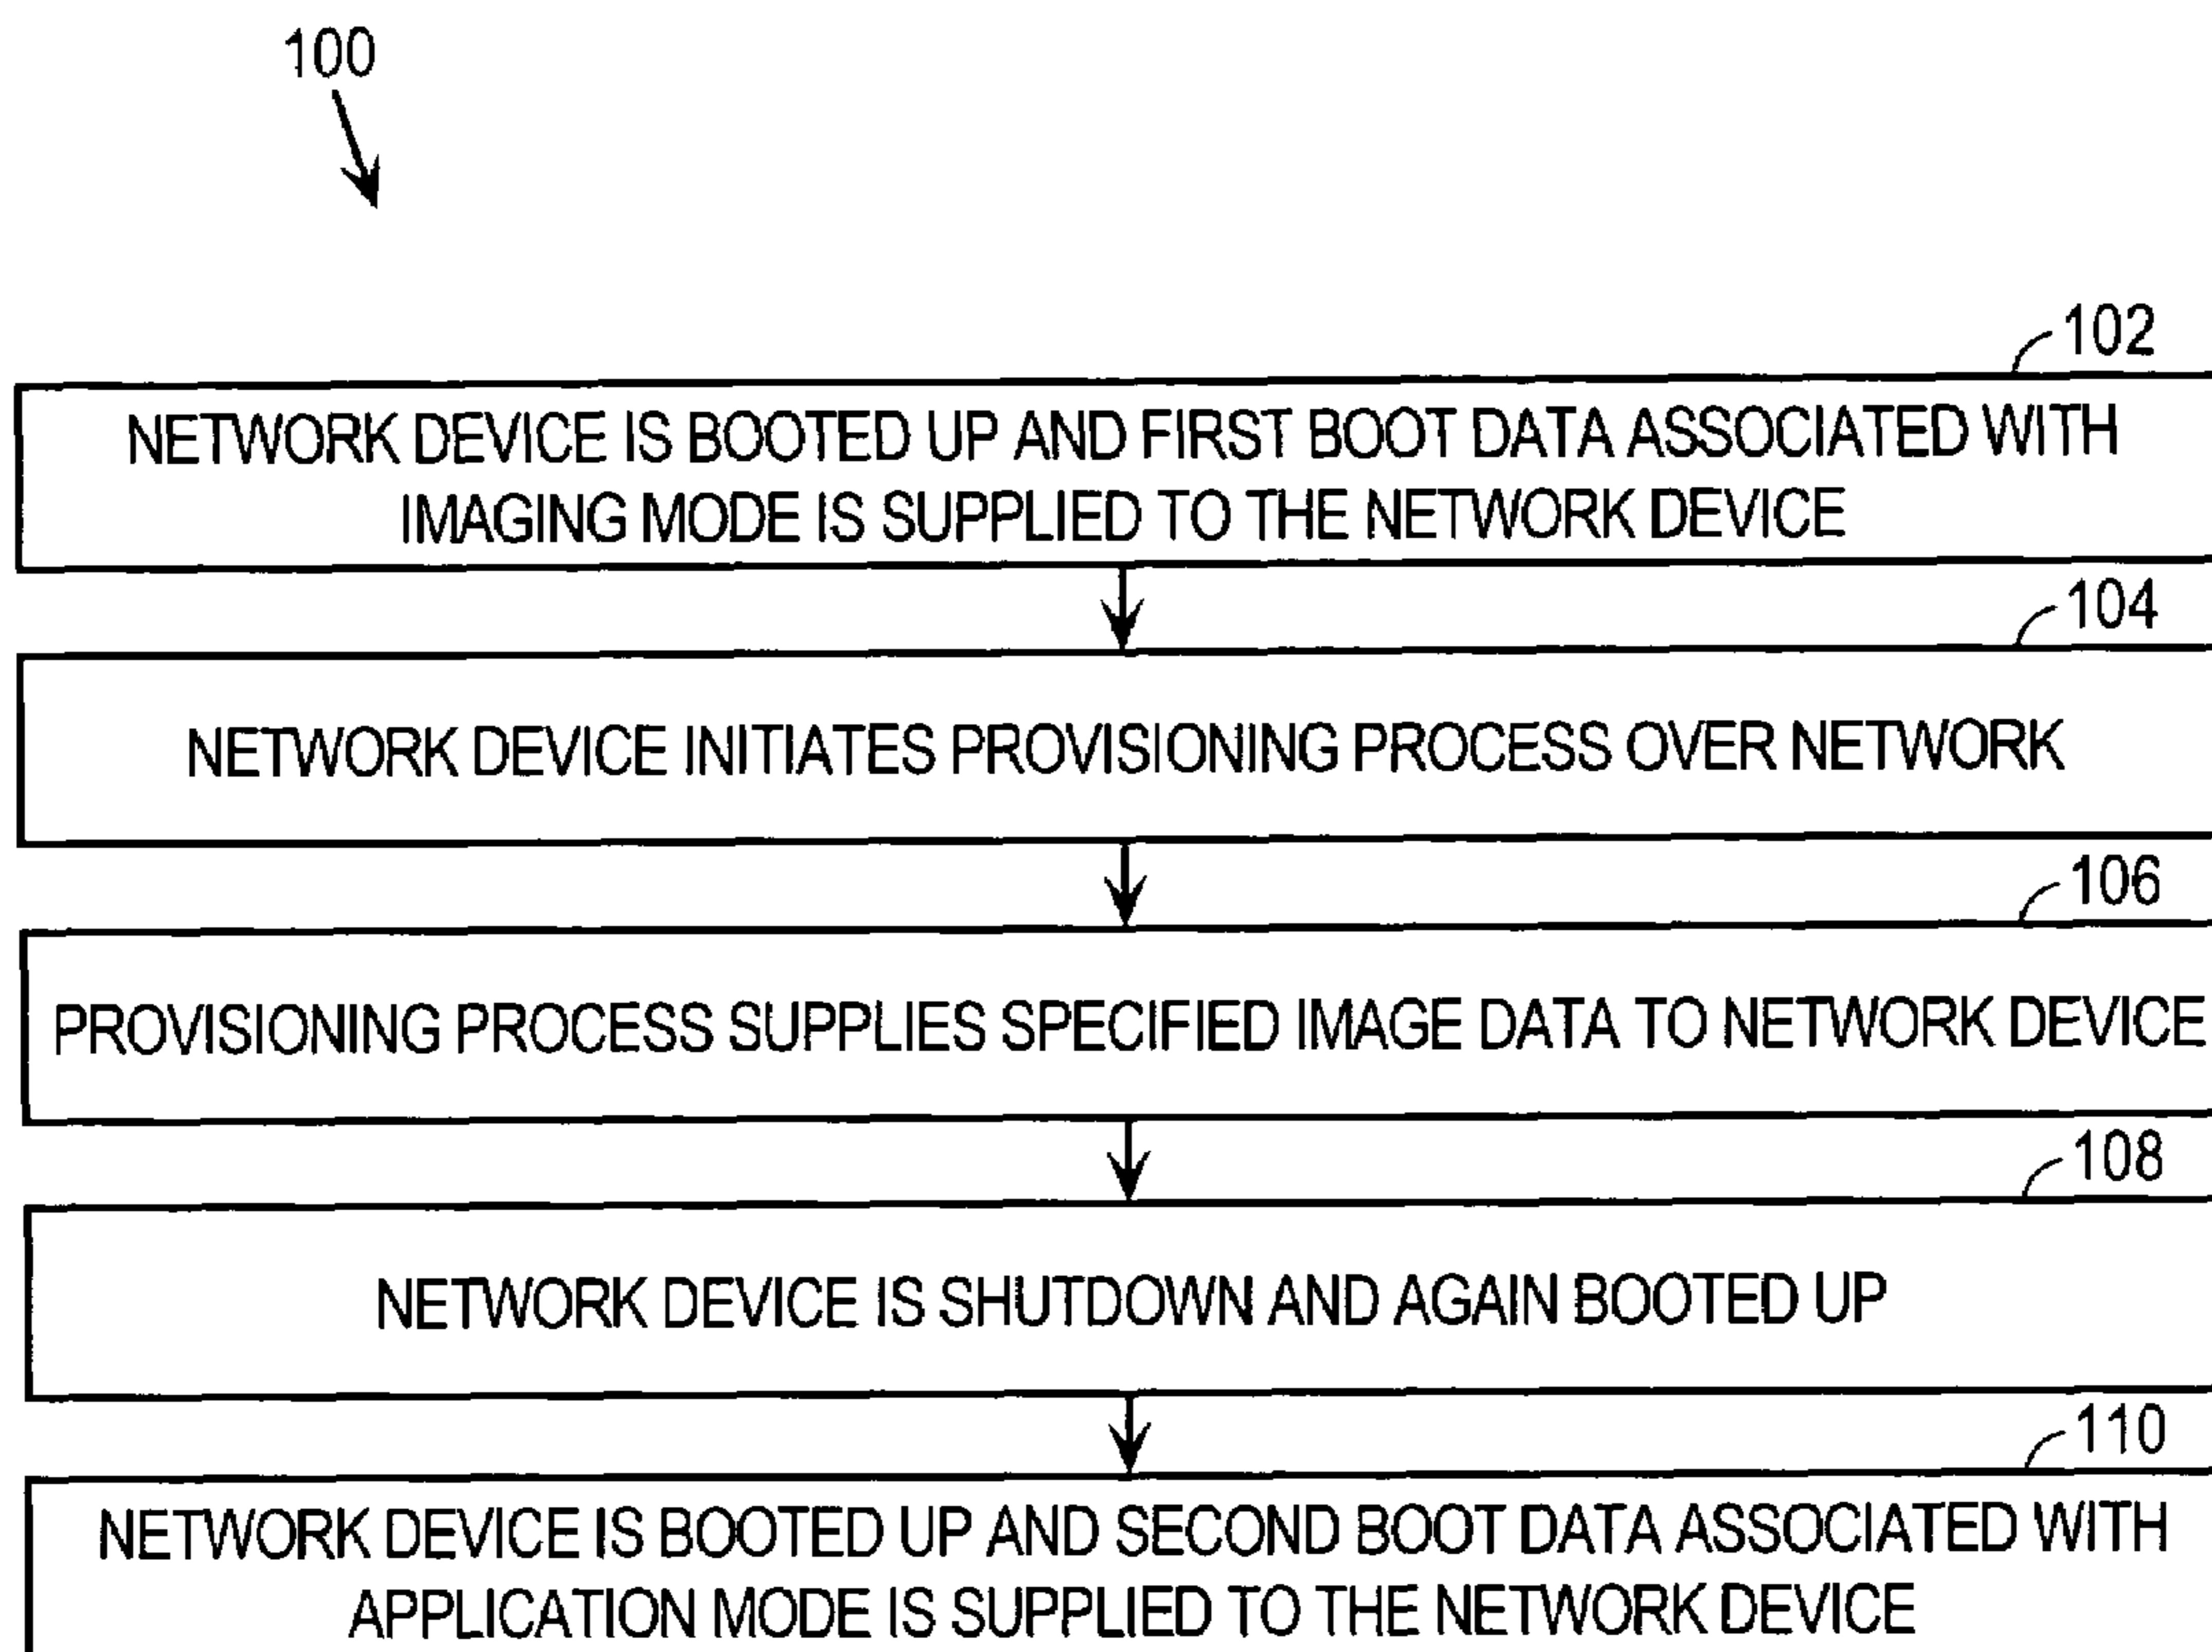 100
102
NETWORK DEVICE IS BOOTED UP AND FIRST BOOT DATA ASSOCIATED WITH
IMAGING MODE IS SUPPLIED TO THE NETWORK DEVICE
104
NETWORK DEVICE INITIATES PROVISIONING PROCESS OVER NETWORK
106
PROVISIONING PROCESS SUPPLIES SPECIFIED IMAGE DATA TO NETWORK DEVICE
108
NETWORK DEVICE IS SHUTDOWN AND AGAIN BOOTED UP
110
NETWORK DEVICE IS BOOTED UP AND SECOND BOOT DATA ASSOCIATED WITH
APPLICATION MODE IS SUPPLIED TO THE NETWORK DEVICE